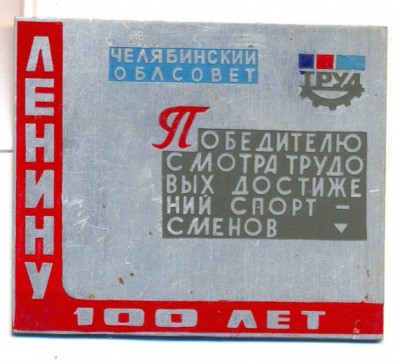 ЛЕНИНУ
100 ЛЕТ
ЧЕЛЯБИНСКИЙ
ОБЛСОВЕТ
ТРУД
ПОБЕДИТЕЛЮ
СМОТРА ТРУДО
ВЫХ ДОСТИЖЕ
НИЙ СПОРТ –
СМЕНОВ